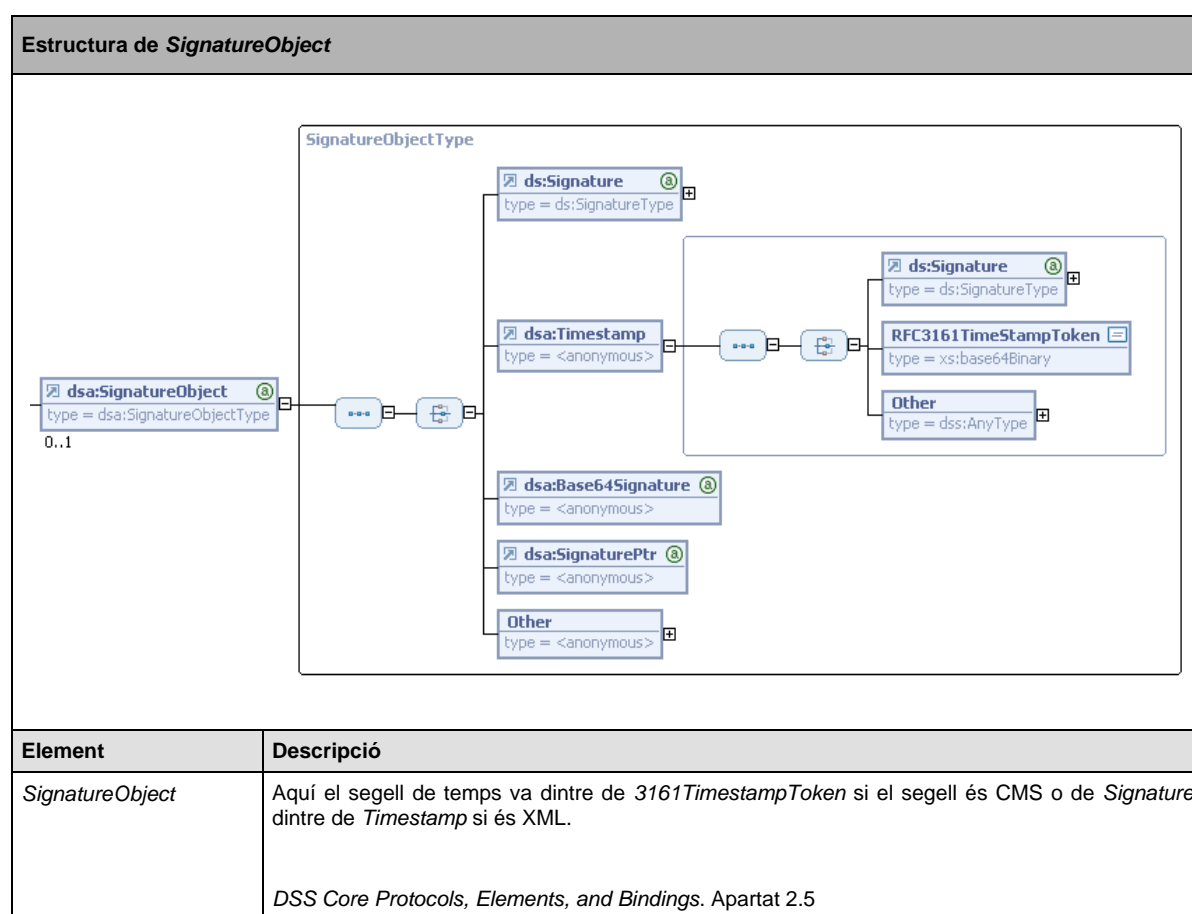 Estructura de SignatureObject
SignatureObjectType
ds:Signature
type = ds:SignatureType
dsa:Timestamp
type = <anonymous>
ds:Signature
type = ds:SignatureType
RFC3161TimeStampToken
type = xs:base64Binary
Other
type = dss:AnyType
dsa:SignatureObject
type = dsa:SignatureObjectType
0..1
dsa:Base64Signature
type = <anonymous>
dsa:SignaturePtr
type = <anonymous>
Other
type = <anonymous>
Element
Descripció
SignatureObject
Aquí el segell de temps va dintre de 3161TimestampToken si el segell és CMS o de Signature
dintre de Timestamp si és XML.
DSS Core Protocols, Elements, and Bindings. Apartat 2.5